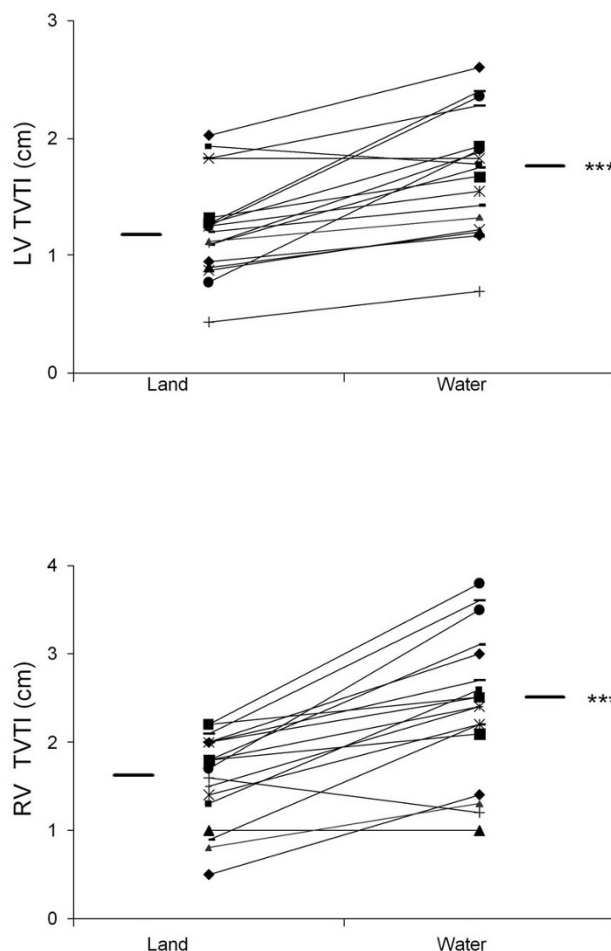 LV TVTI (cm)
3
2
1
0
Land
Water
***
RV TVTI (cm)
4
3
2
1
0
Land
Water
***